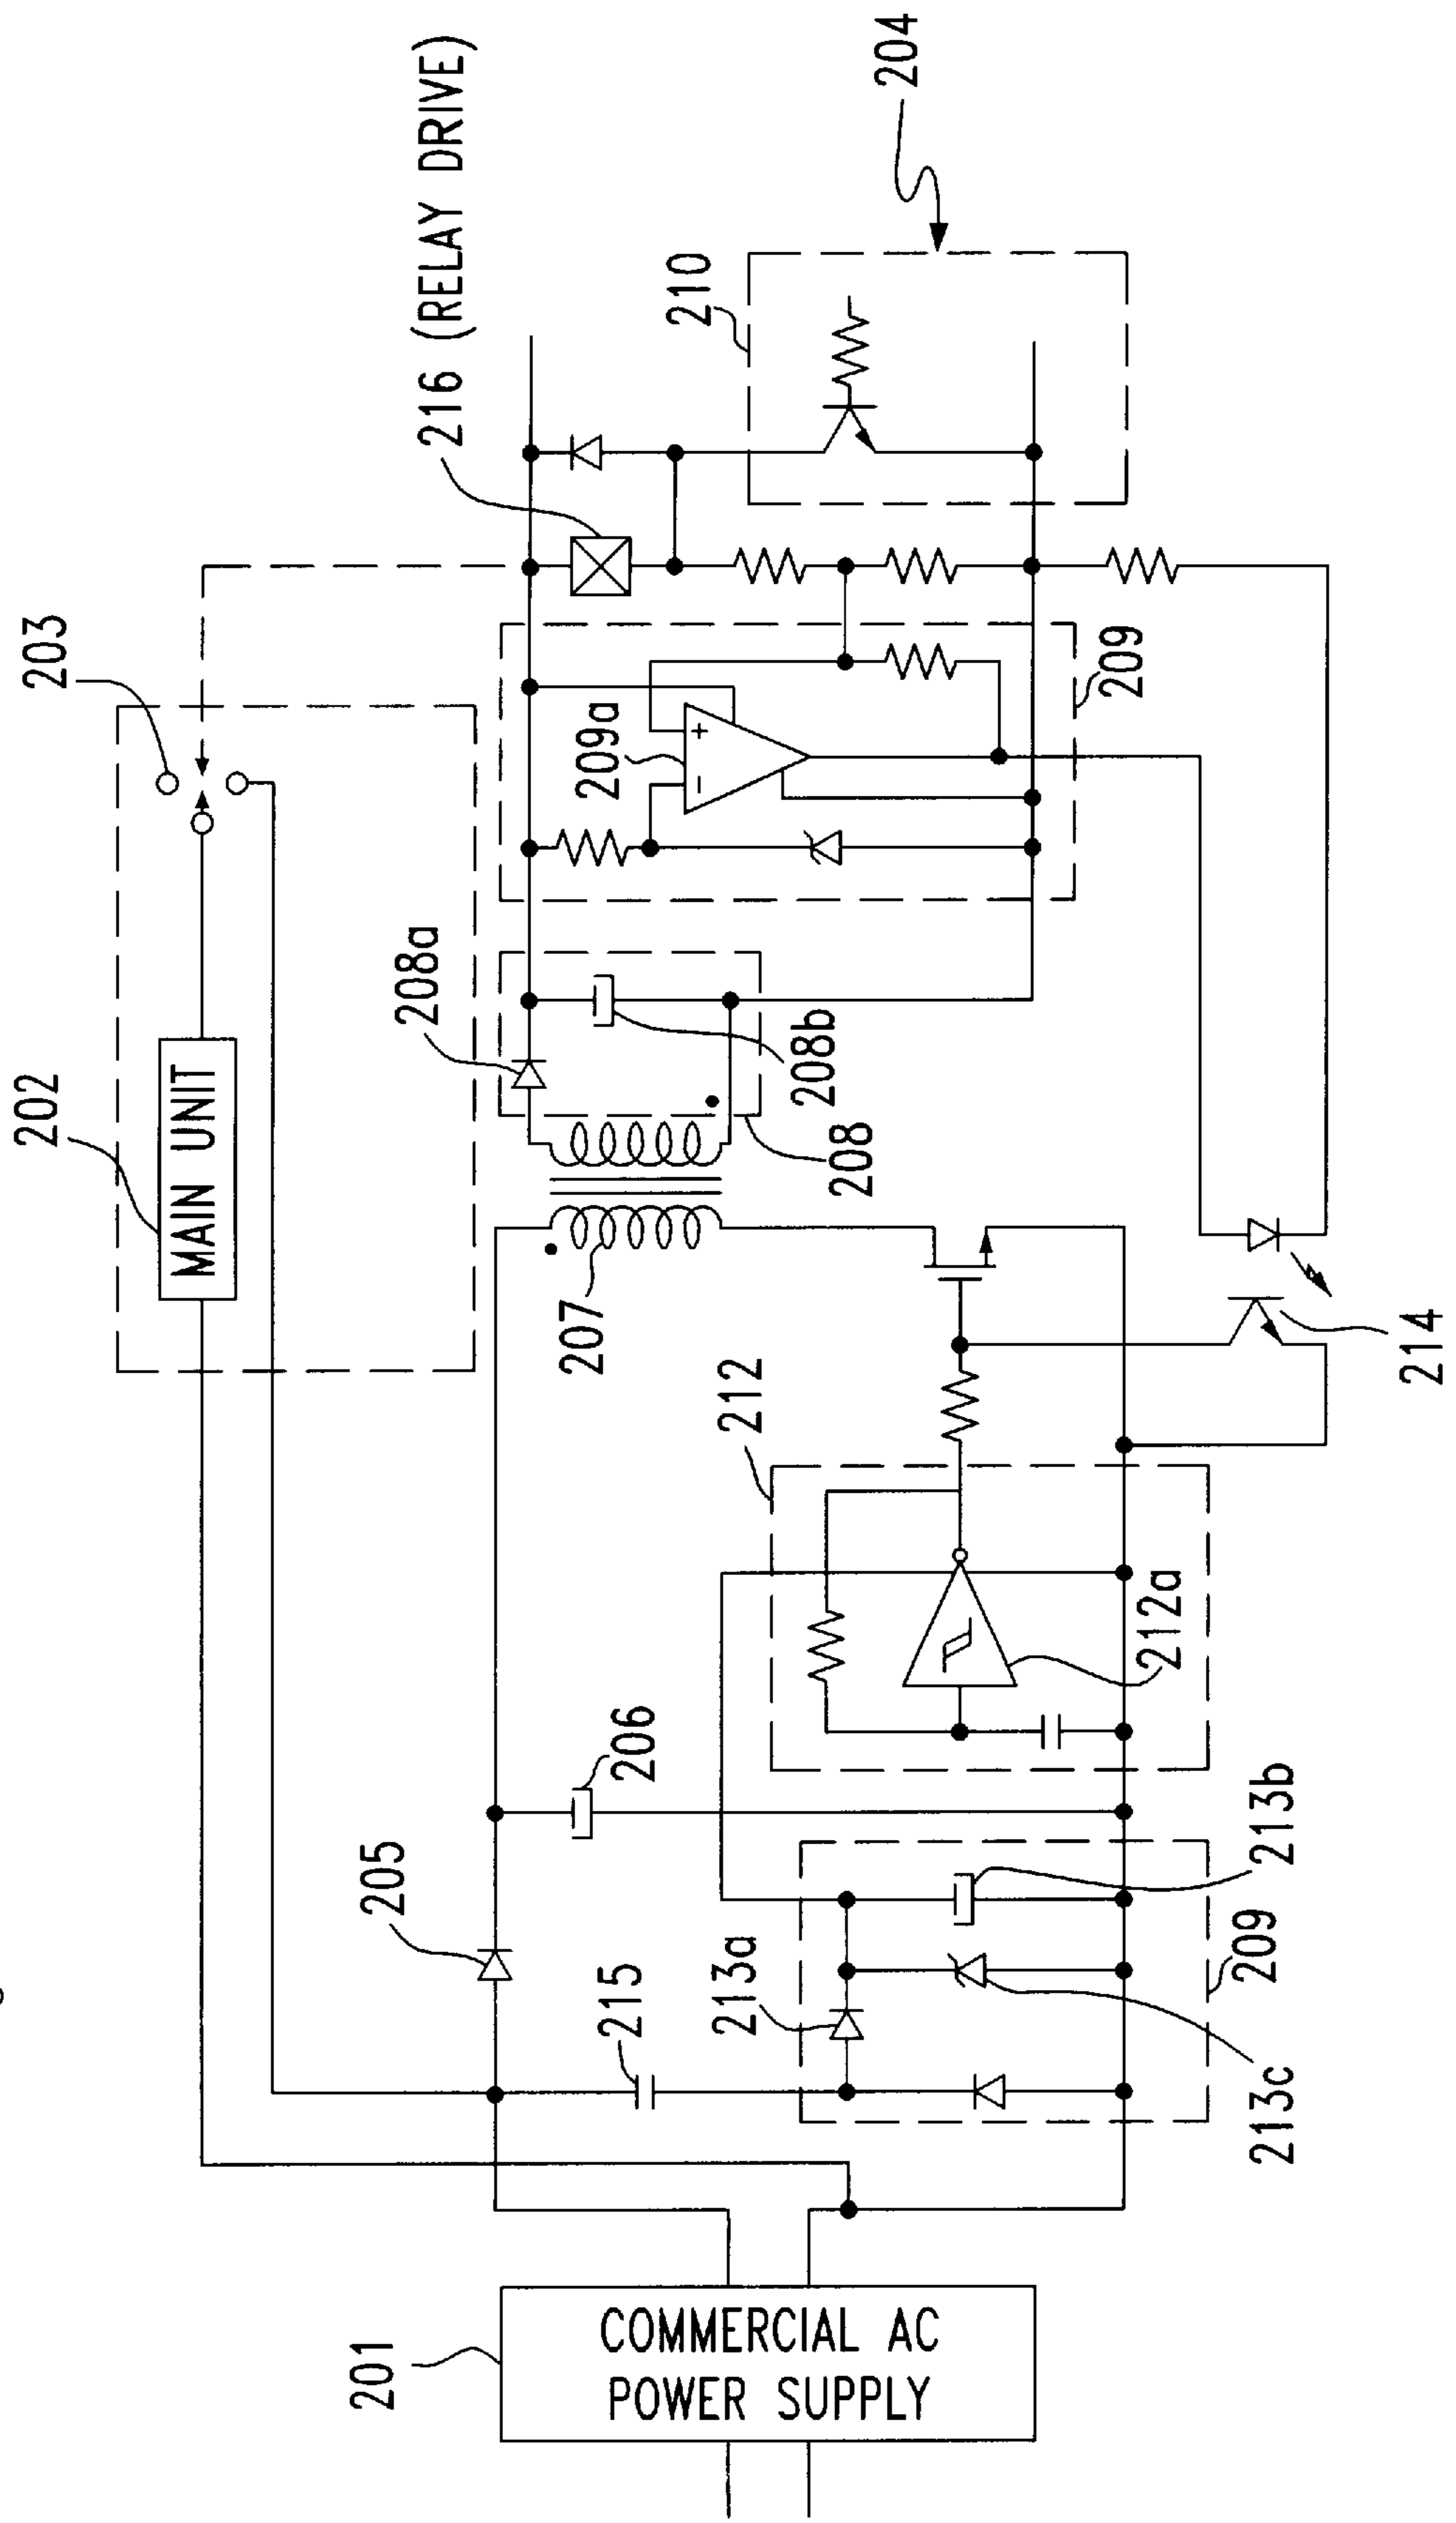 201
COMMERCIAL AC
POWER SUPPLY
202
MAIN UNIT
203
216 (RELAY DRIVE)
204
210
205
206
215
213a
213b
213c
209
212
212a
207
208a
208b
208
209a
+
−
209
214